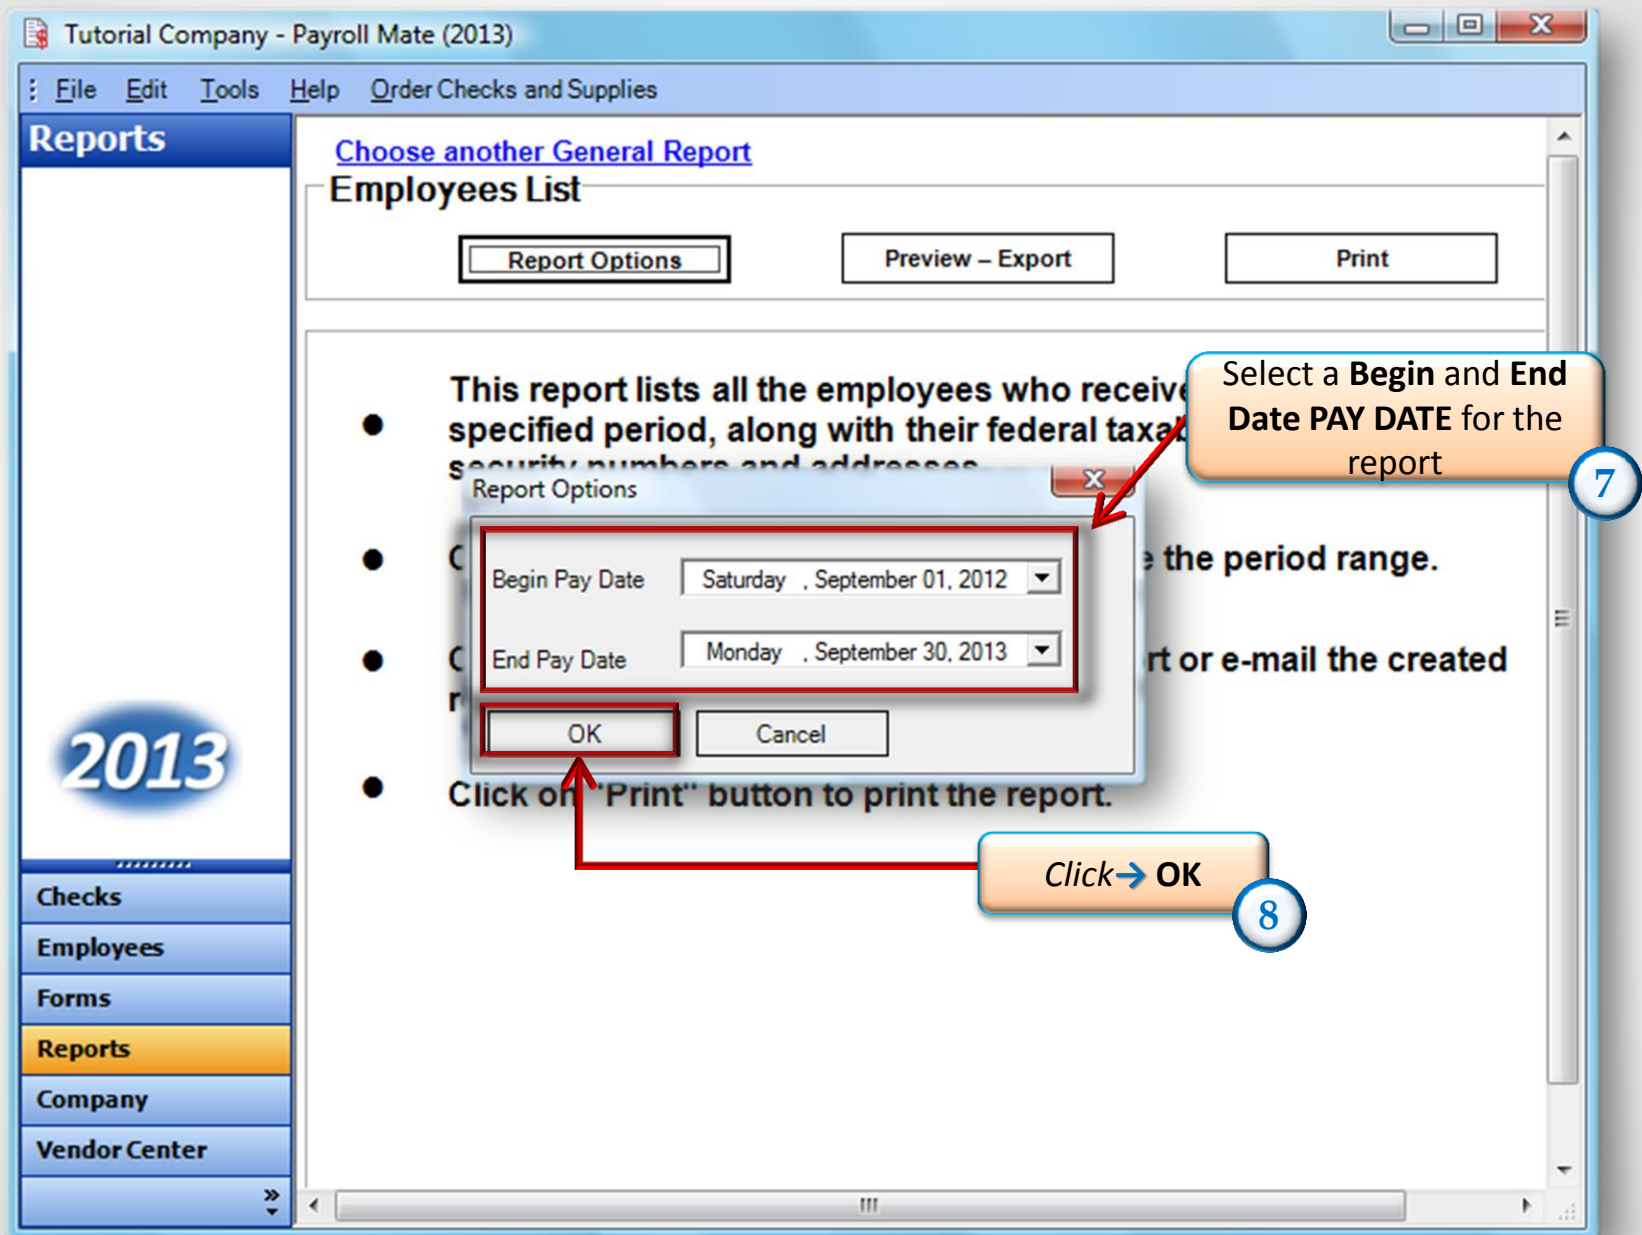 Tutorial Company - Payroll Mate (2013)
File Edit Tools Help Order Checks and Supplies
Reports
Choose another General Report
Employees List
Report Options Preview – Export Print
This report lists all the employees who receive
specified period, along with their federal
security numbers and addresses
Select a Begin and End
Date PAY DATE for the
report
7
Report Options
Begin Pay Date Saturday , September 01, 2012
the period range.
End Pay Date Monday , September 30, 2013
or e-mail the created
OK Cancel
Click on "Print" button to print the report.
Click→ OK
8
2013
Checks
Employees
Forms
Reports
Company
Vendor Center